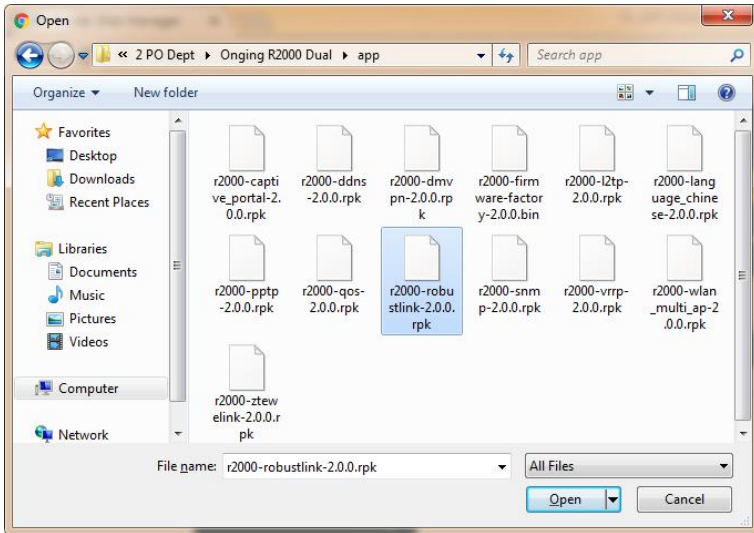 Open
« 2 PO Dept ▸ Onging R2000 Dual ▸ app
Search app
Organize
New folder
Favorites
Desktop
Downloads
Recent Places
Libraries
Documents
Music
Pictures
Videos
Computer
Network
r2000-capti
ve_portal-2.
0.0.rpk
r2000-ddns
-2.0.0.rpk
r2000-dmv
pn-2.0.0.rp
k
r2000-firm
ware-factor
y-2.0.0.bin
r2000-l2tp-
2.0.0.rpk
r2000-lang
uage_chine
se-2.0.0.rpk
r2000-pptp
-2.0.0.rpk
r2000-qos-
2.0.0.rpk
r2000-robu
stlink-2.0.0.
rpk
r2000-snm
p-2.0.0.rpk
r2000-vrrp-
2.0.0.rpk
r2000-wlan
_multi_ap-2
.0.0.rpk
r2000-ztew
elink-2.0.0.r
pk
File name: r2000-robustlink-2.0.0.rpk
All Files
Open
Cancel